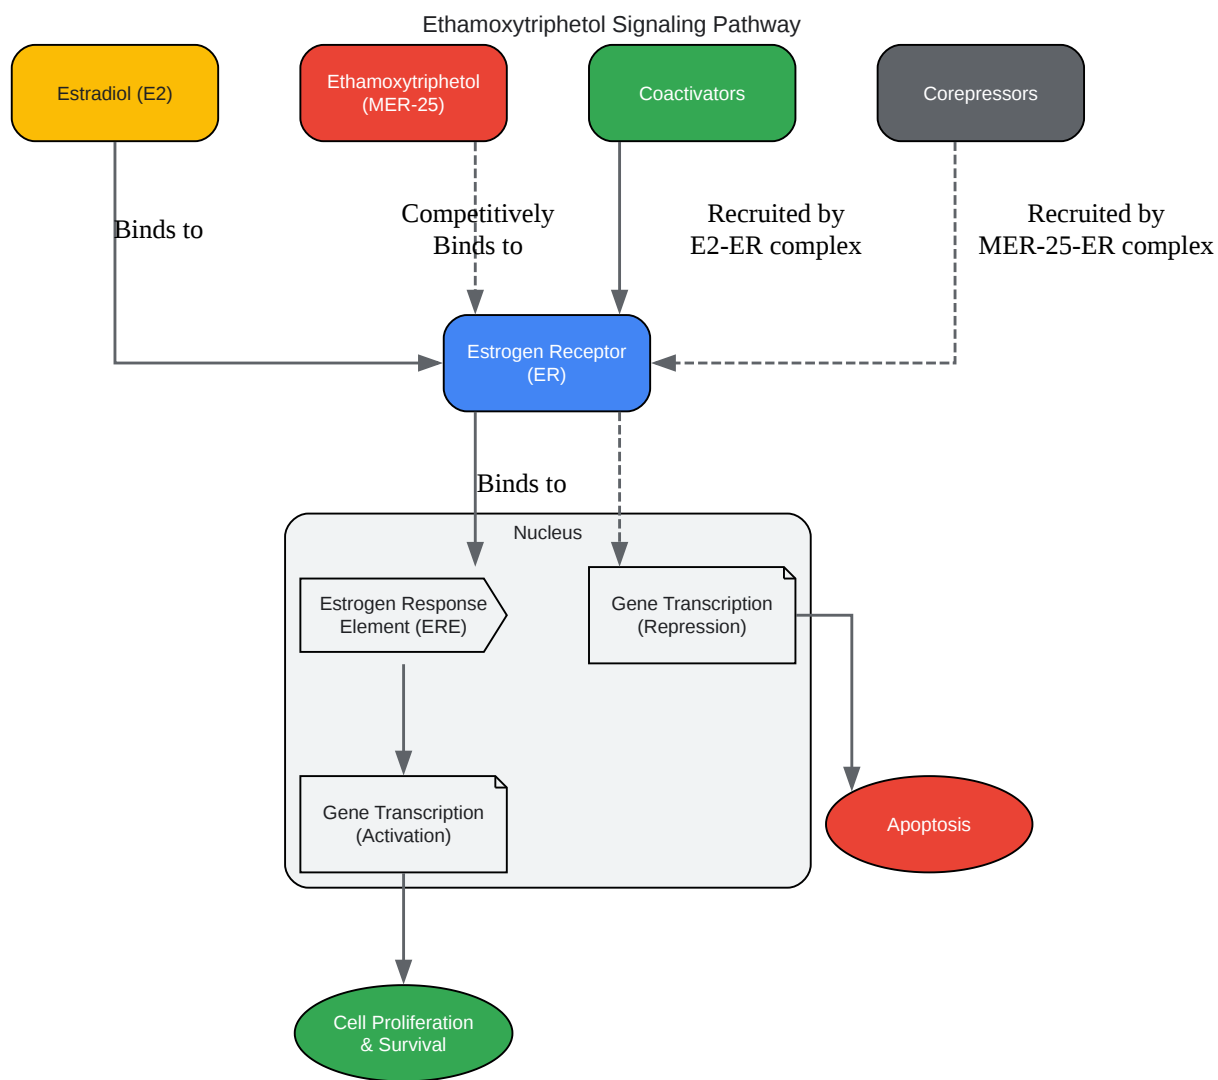 Ethamoxytriphetol Signaling Pathway
Estradiol (E2)
Ethamoxytriphetol
(MER-25)
Coactivators
Corepressors
Binds to
Competitively
Binds to
Recruited by
E2-ER complex
Recruited by
MER-25-ER complex
Estrogen Receptor
(ER)
Binds to
Nucleus
Estrogen Response
Element (ERE)
Gene Transcription
(Repression)
Gene Transcription
(Activation)
Apoptosis
Cell Proliferation
& Survival